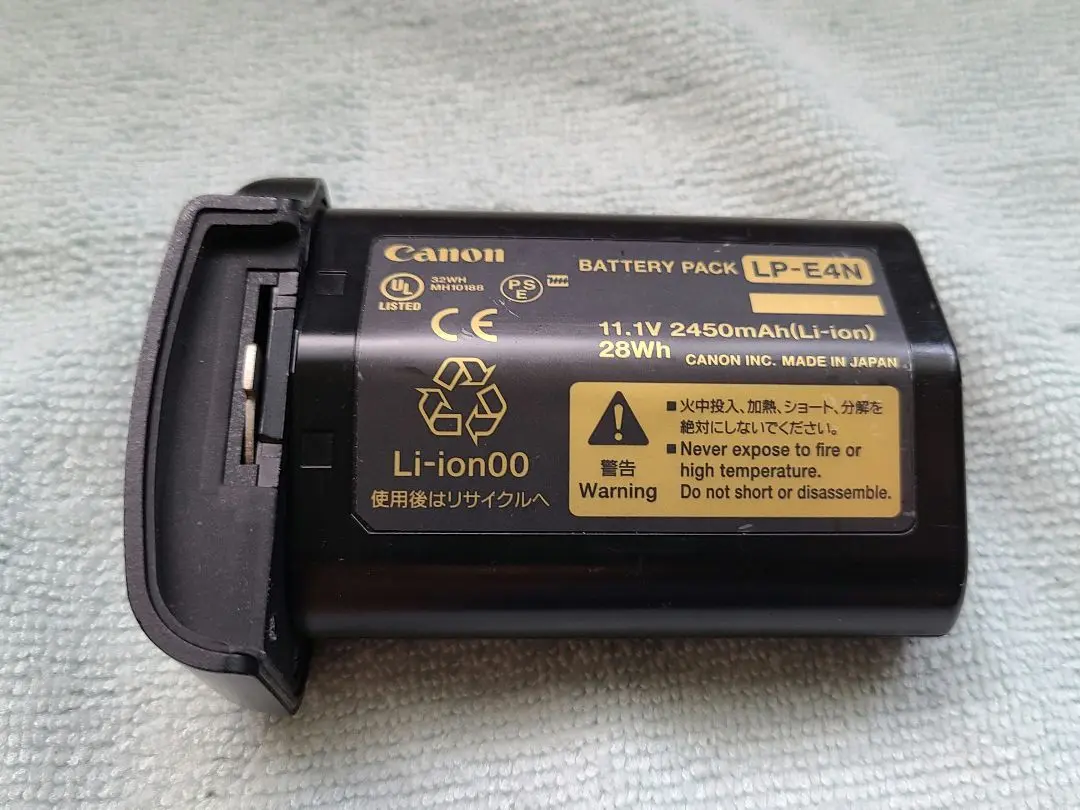 Canon
BATTERY PACK LP-E4N
UL LISTED
32WH
MH10188
PS
E
CE
11.1V 2450mAh(Li-ion)
28Wh CANON INC. MADE IN JAPAN
Li-ion00
使用後はリサイクルへ
警告
Warning
■火中投入、加熱、ショート、分解を
絶対にしないでください。
■Never expose to fire or
high temperature.
Do not short or disassemble.